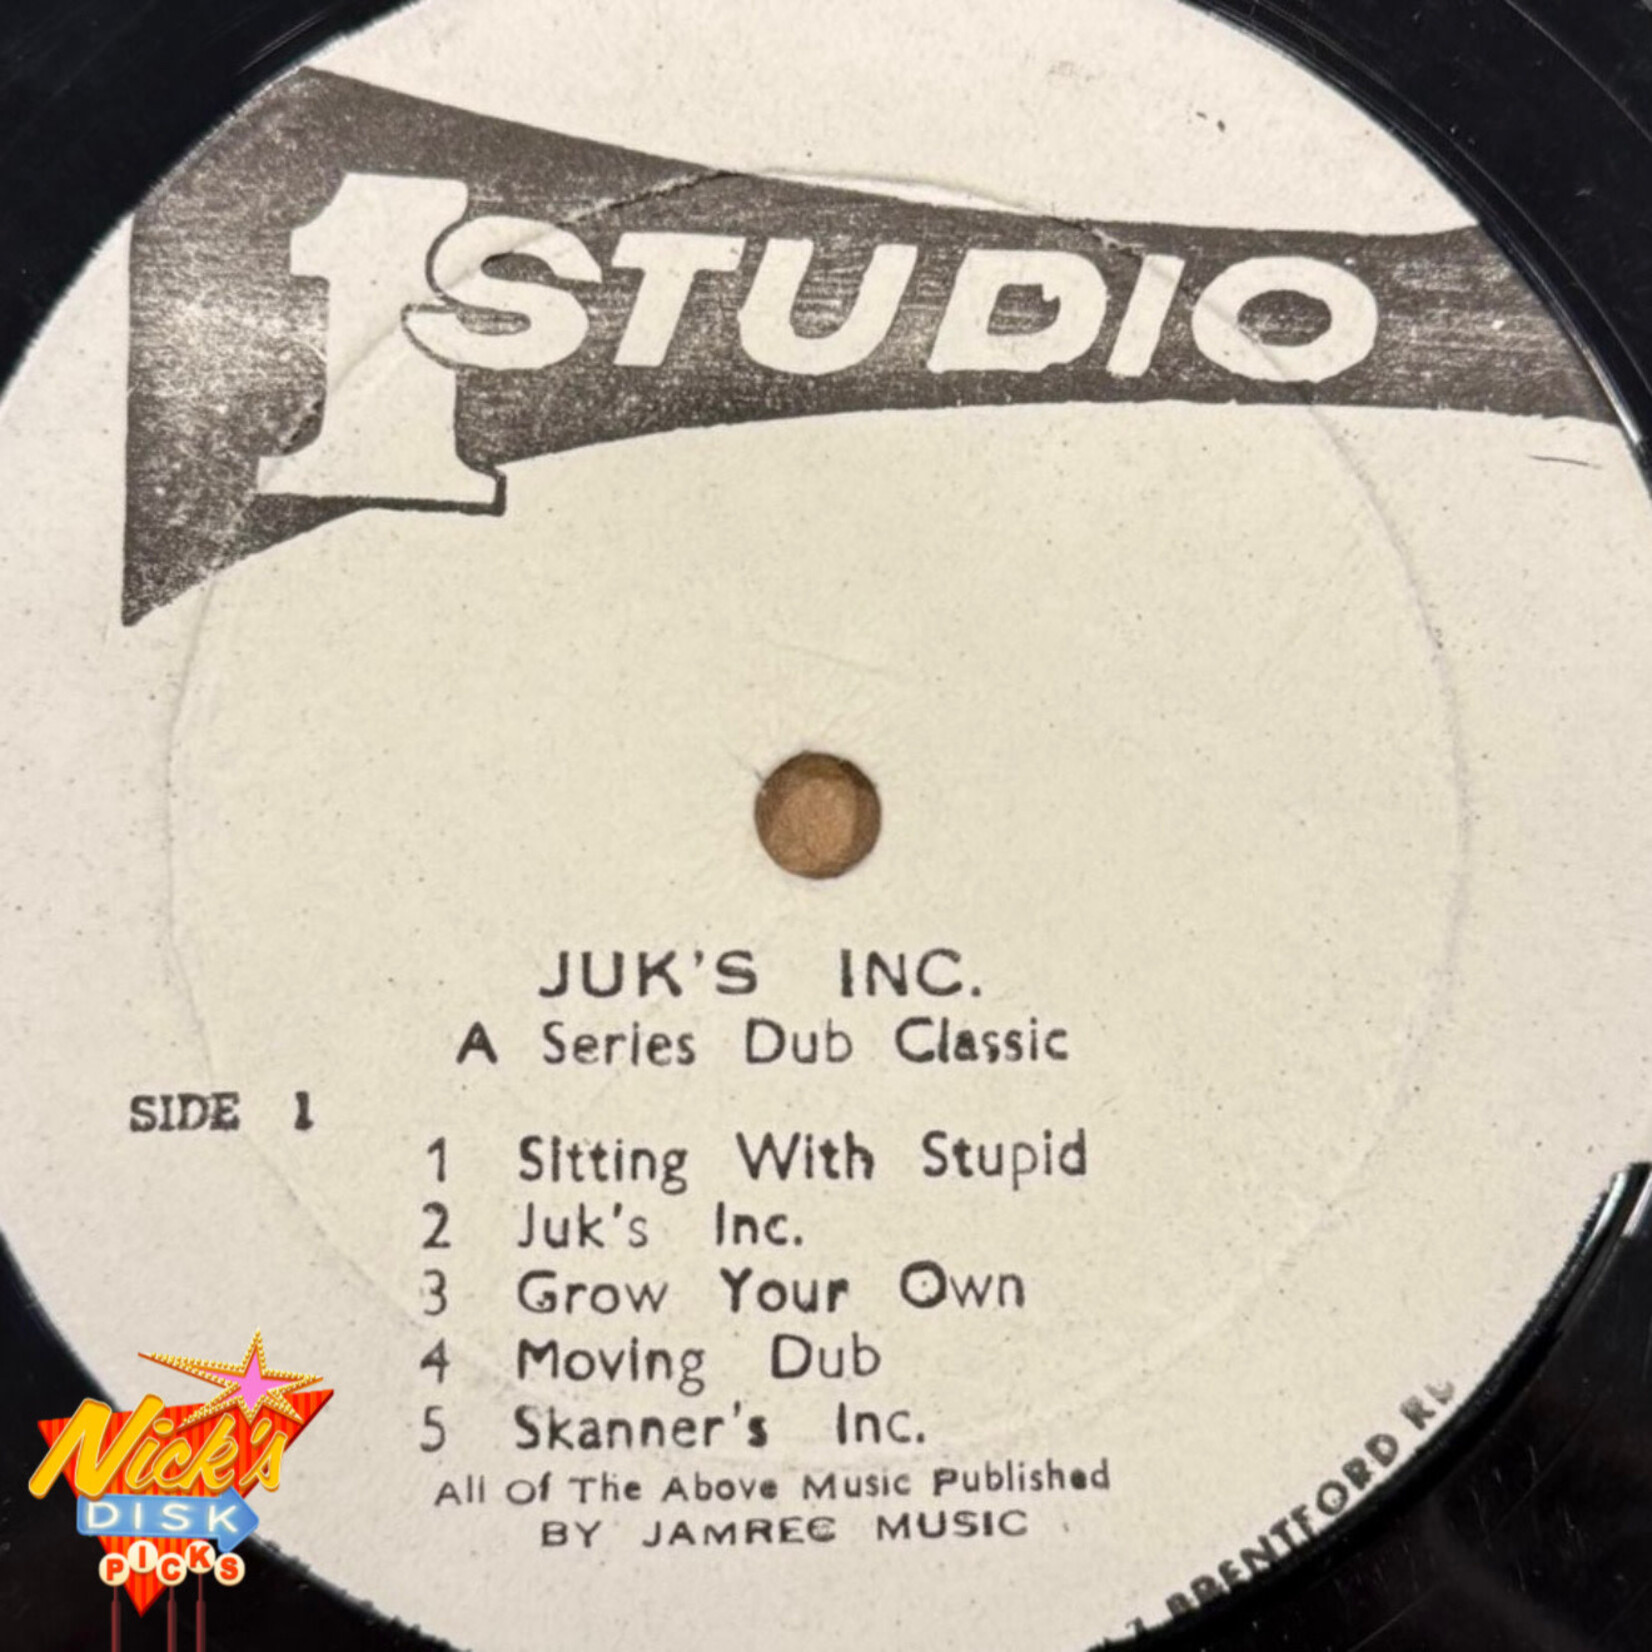 1 STUDIO
JUK'S INC.
A Series Dub Classic
SIDE 1
1 Sitting With Stupid
2 Juk's Inc.
3 Grow Your Own
4 Moving Dub
5 Skanner's Inc.
All Of The Above Music Published
BY JAMREC MUSIC
BRENTFORD
Nick's
DISK
PICKS